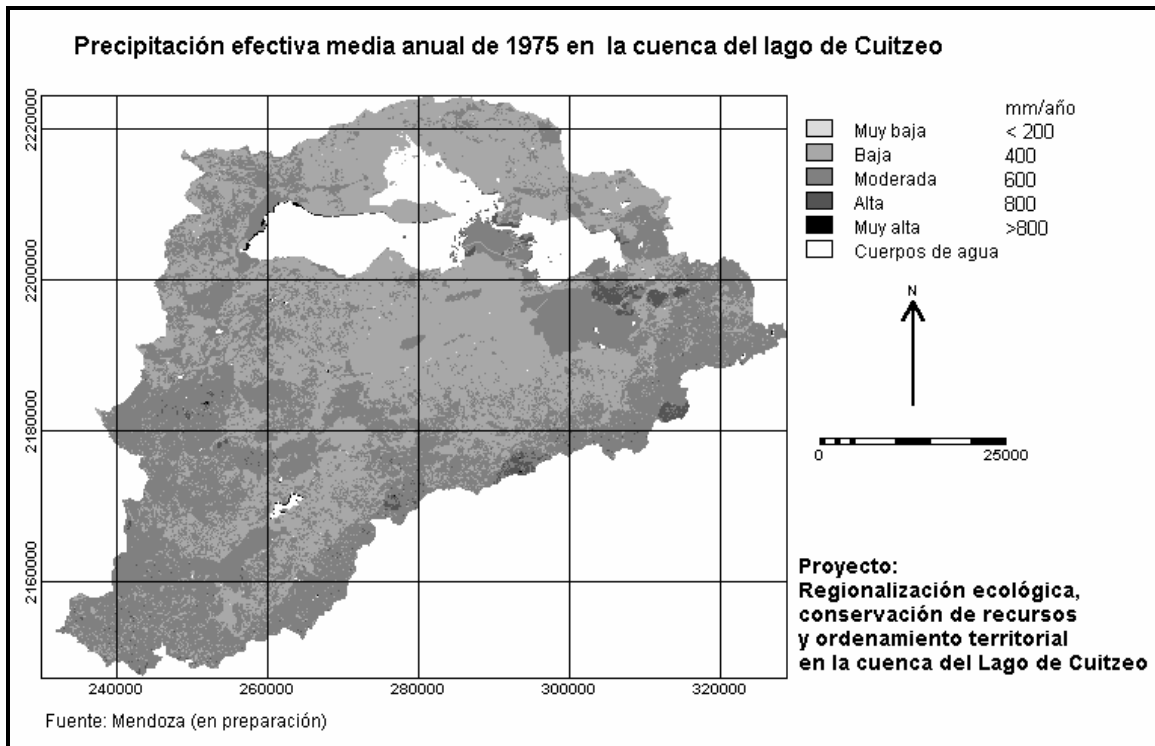 Precipitación efectiva media anual de 1975 en la cuenca del lago de Cuitzeo
mm/año
Muy baja < 200
Baja 400
Moderada 600
Alta 800
Muy alta >800
Cuerpos de agua
N
0 25000
2220000
2200000
2180000
2160000
240000 260000 280000 300000 320000
Proyecto:
Regionalización ecológica,
conservación de recursos
y ordenamiento territorial
en la cuenca del Lago de Cuitzeo
Fuente: Mendoza (en preparación)